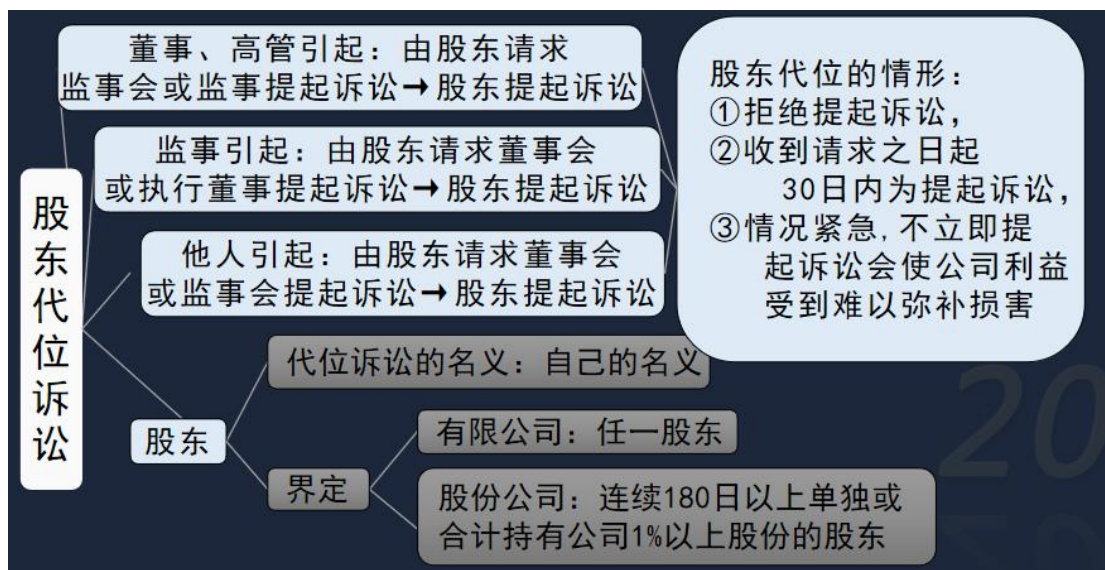 股东代位诉讼
董事、高管引起：由股东请求
监事会或监事提起诉讼→股东提起诉讼
监事引起：由股东请求董事会
或执行董事提起诉讼→股东提起诉讼
他人引起：由股东请求董事会
或监事会提起诉讼→股东提起诉讼
股东代位的情形：
①拒绝提起诉讼，
②收到请求之日起
30日内为提起诉讼，
③情况紧急，不立即提
起诉讼会使公司利益
受到难以弥补损害
股东
代位诉讼的名义：自己的名义
界定
有限公司：任一股东
股份公司：连续180日以上单独或
合计持有公司1%以上股份的股东
20